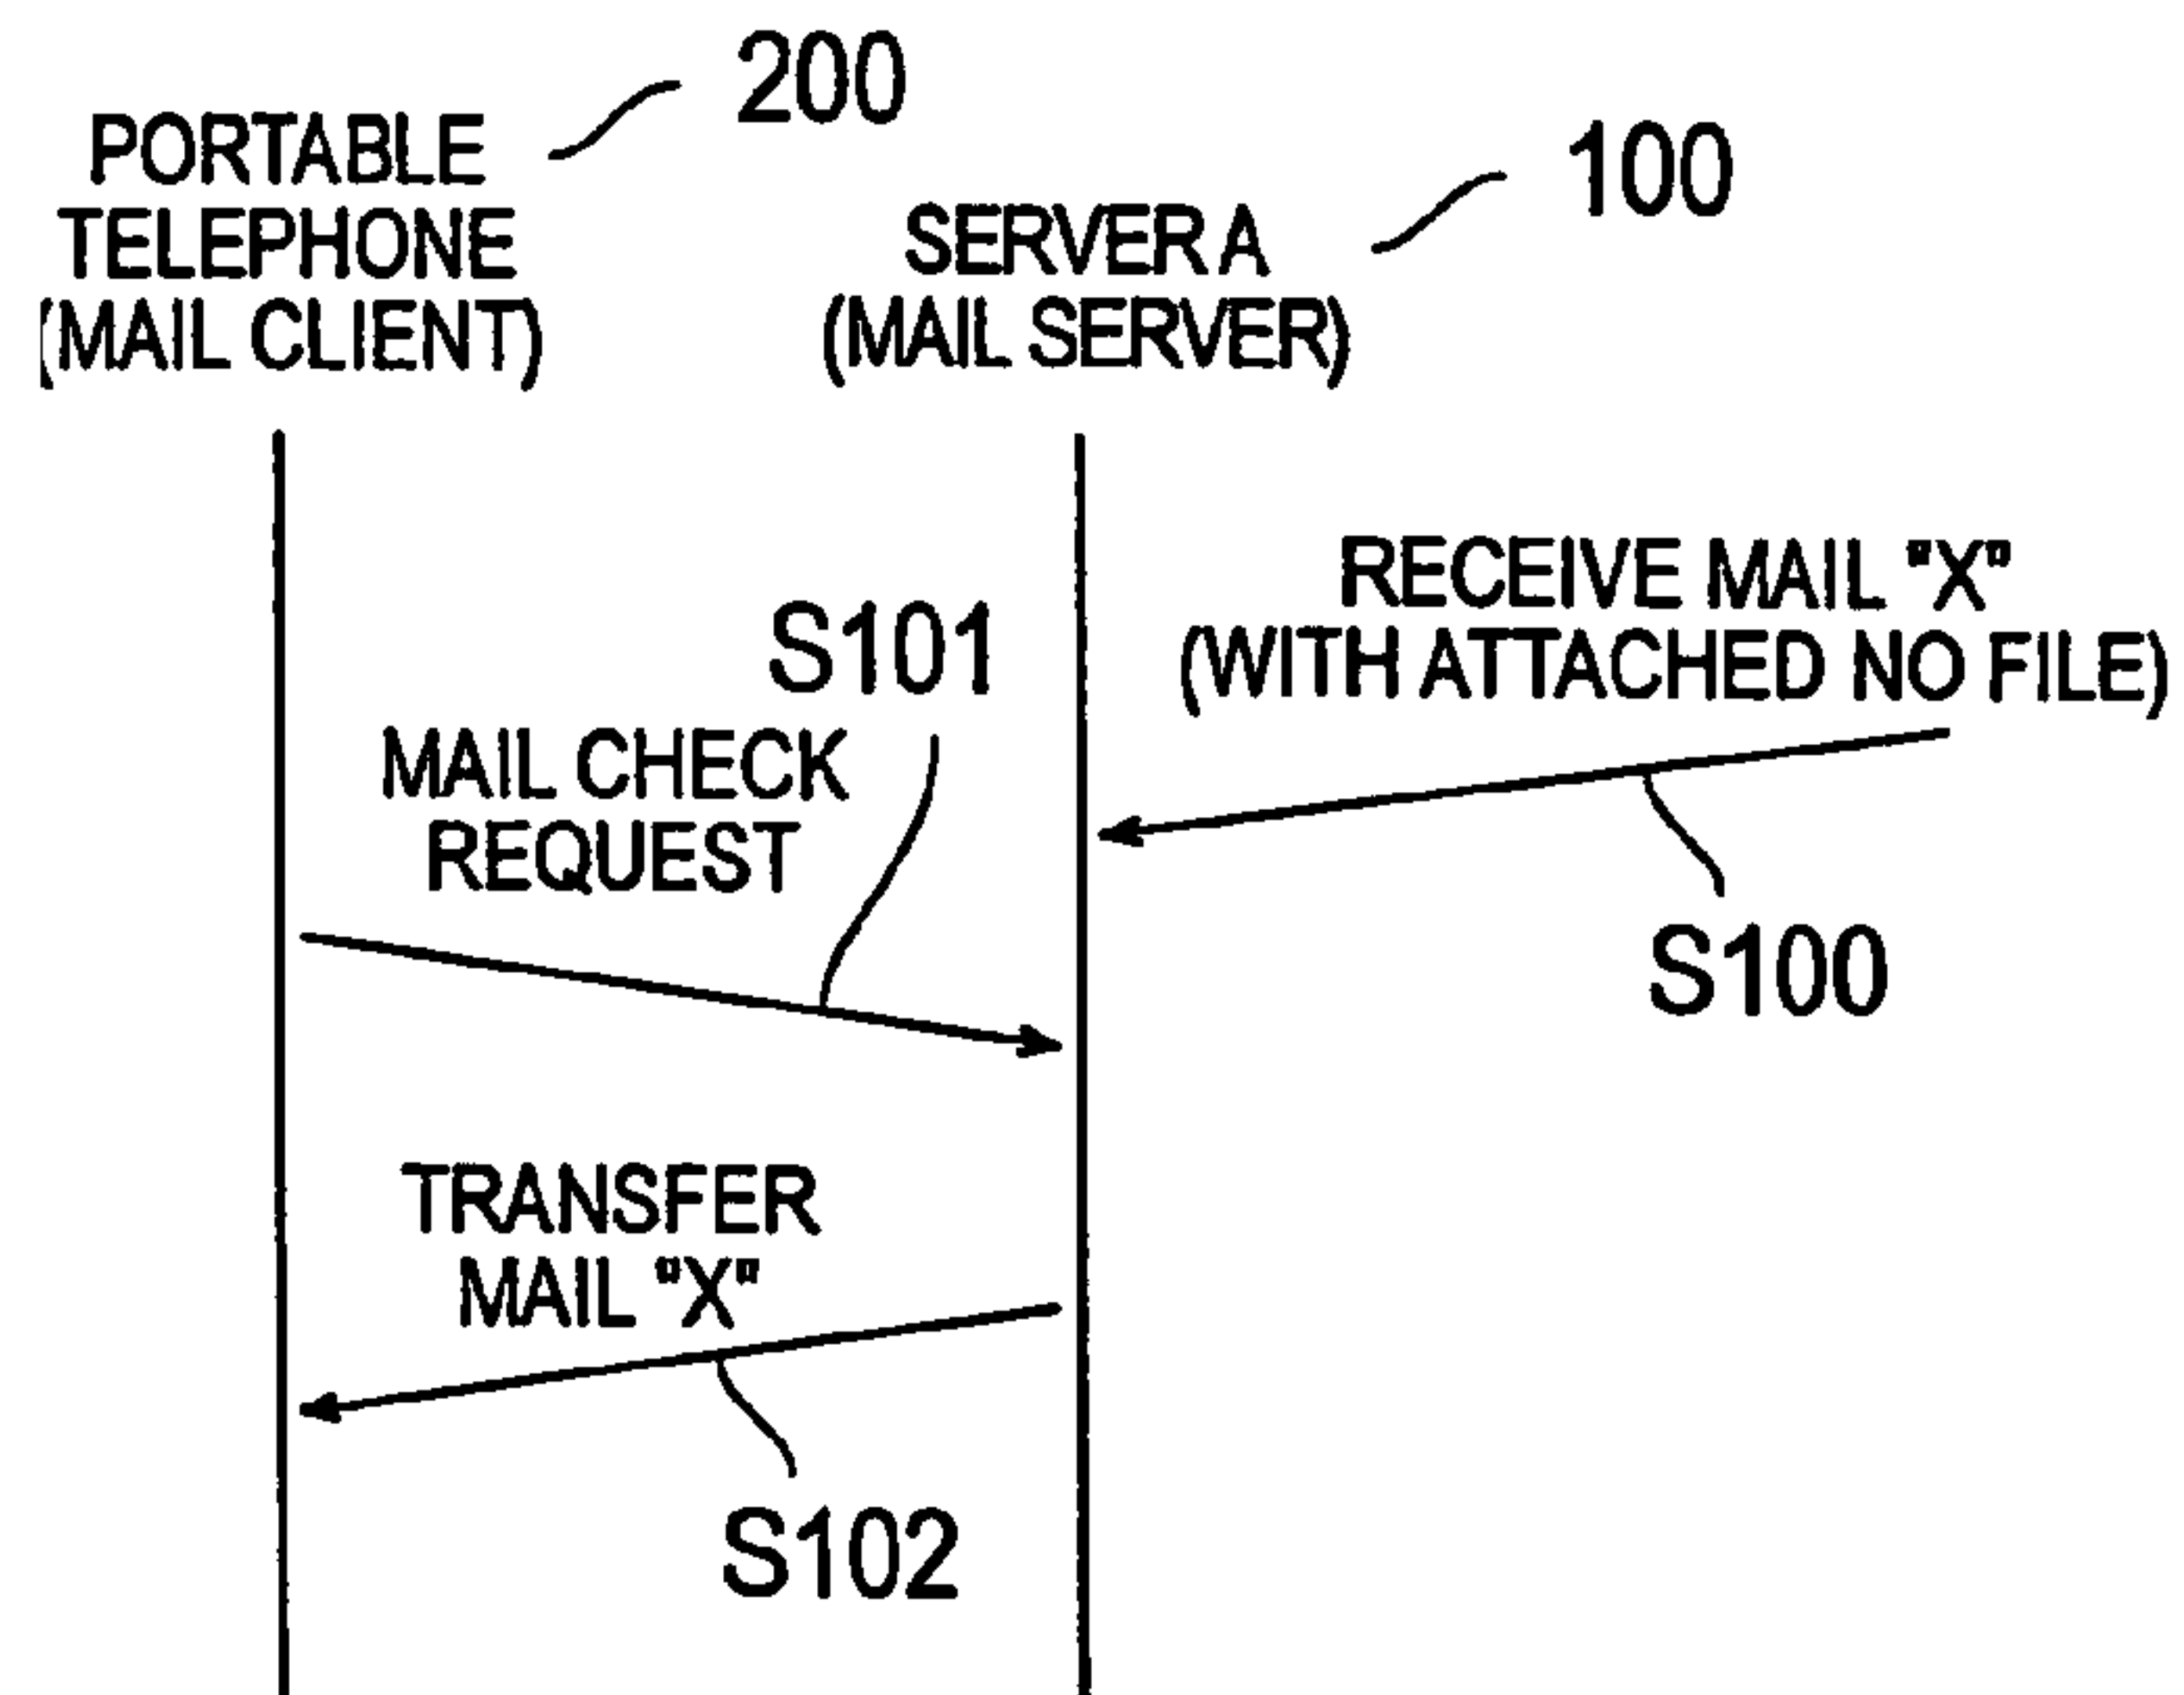 200
PORTABLE
TELEPHONE
(MAIL CLIENT)
100
SERVER A
(MAIL SERVER)
RECEIVE MAIL "X"
(WITH ATTACHED NO FILE)
S100
S101
MAIL CHECK
REQUEST
TRANSFER
MAIL "X"
S102